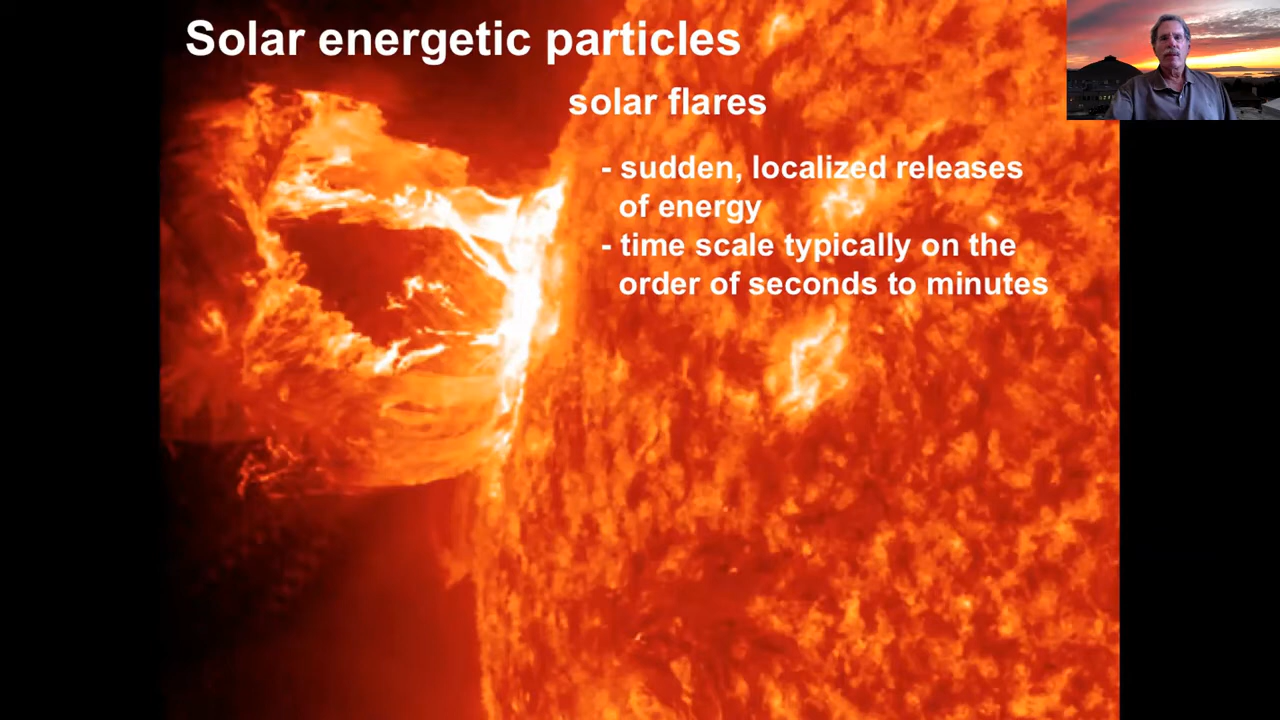 Solar energetic particles
solar flares
- sudden, localized releases
of energy
- time scale typically on the
order of seconds to minutes